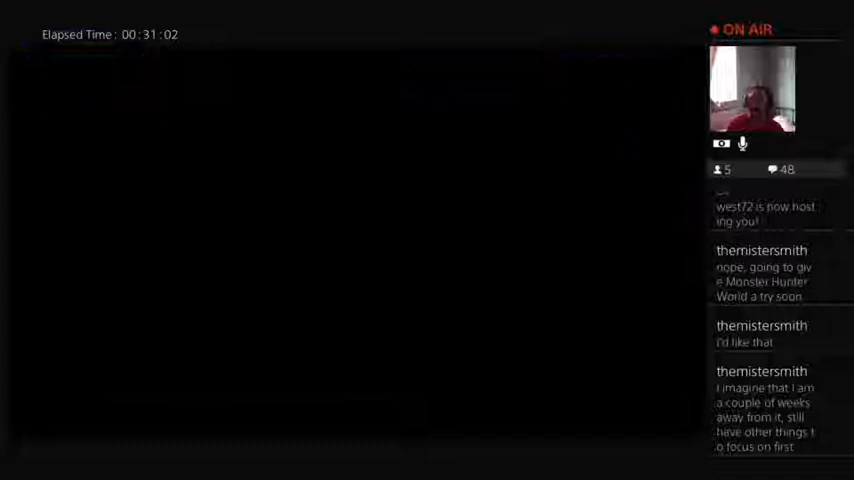 Elapsed Time: 00:31:02
ON AIR
5
48
west72 is now host
ing you!
themistersmith
nope, going to giv
e Monster Hunter
World a try soon
themistersmith
i'd like that
themistersmith
I imagine that I am
a couple of weeks
away from it, still
have other things t
o focus on first